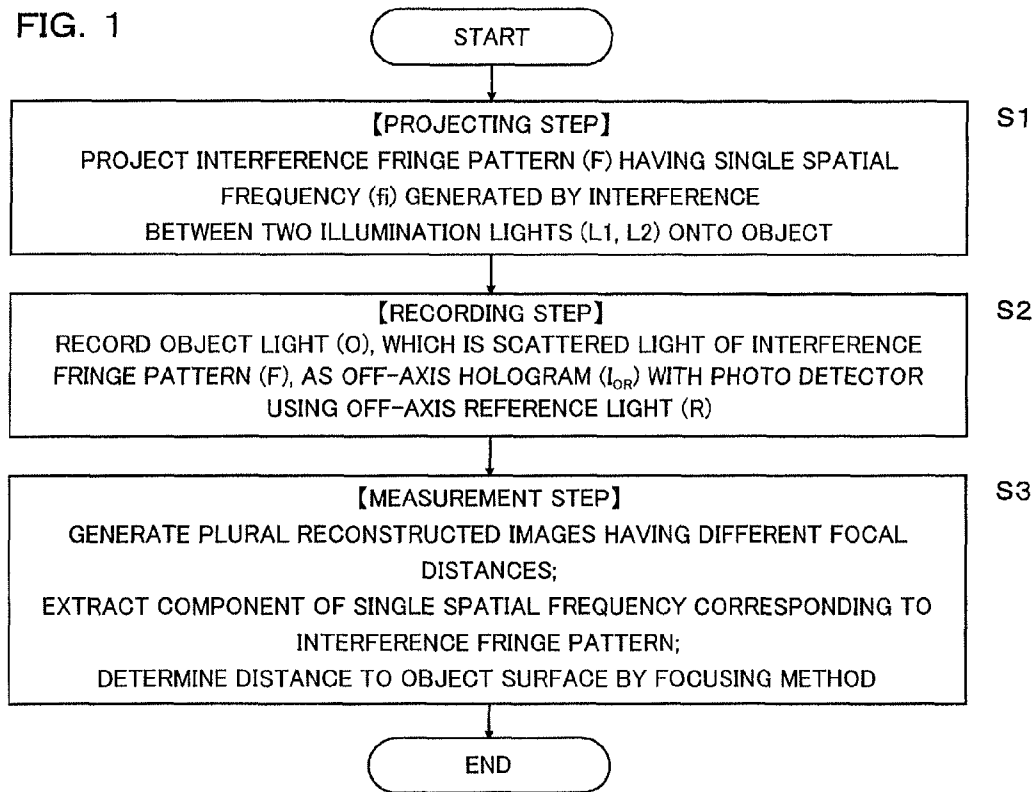 FIG. 1
START
S1
【PROJECTING STEP】
PROJECT INTERFERENCE FRINGE PATTERN (F) HAVING SINGLE SPATIAL
FREQUENCY (fi) GENERATED BY INTERFERENCE
BETWEEN TWO ILLUMINATION LIGHTS (L1, L2) ONTO OBJECT
S2
【RECORDING STEP】
RECORD OBJECT LIGHT (O), WHICH IS SCATTERED LIGHT OF INTERFERENCE
FRINGE PATTERN (F), AS OFF-AXIS HOLOGRAM (I_OR) WITH PHOTO DETECTOR
USING OFF-AXIS REFERENCE LIGHT (R)
S3
【MEASUREMENT STEP】
GENERATE PLURAL RECONSTRUCTED IMAGES HAVING DIFFERENT FOCAL
DISTANCES;
EXTRACT COMPONENT OF SINGLE SPATIAL FREQUENCY CORRESPONDING TO
INTERFERENCE FRINGE PATTERN;
DETERMINE DISTANCE TO OBJECT SURFACE BY FOCUSING METHOD
END